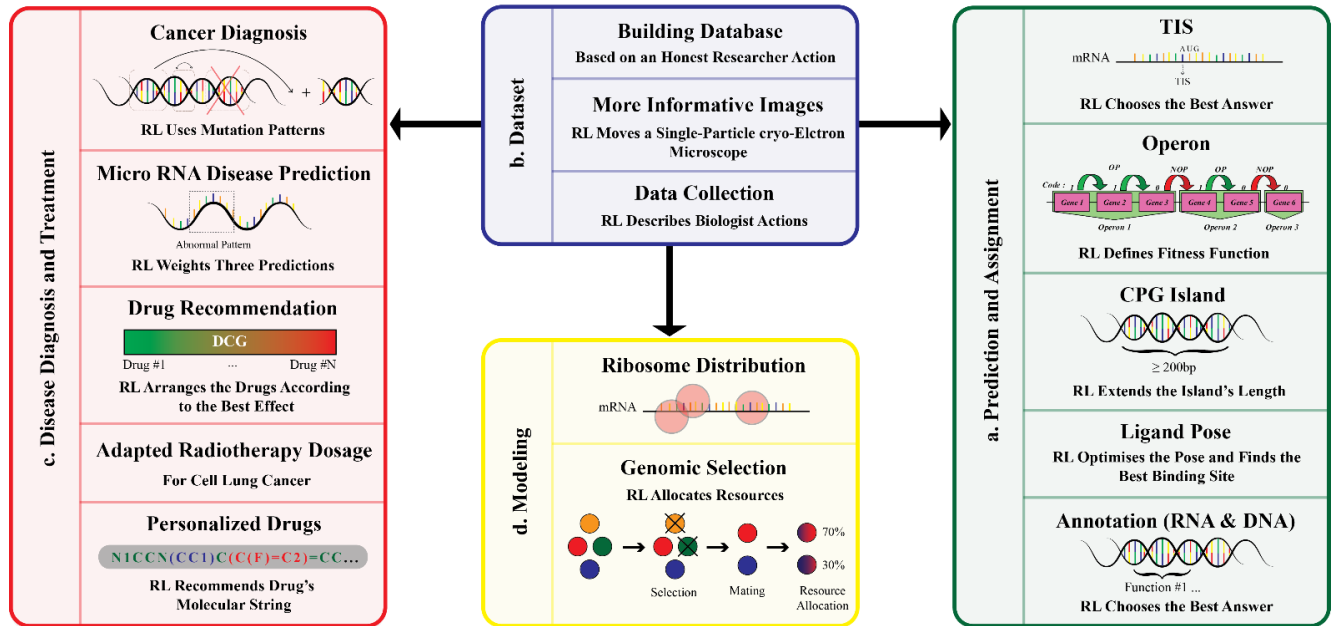 c. Disease Diagnosis and Treatment
Cancer Diagnosis
+
RL Uses Mutation Patterns
Micro RNA Disease Prediction
Abnormal Pattern
RL Weights Three Predictions
Drug Recommendation
DCG
Drug #1 ... Drug #N
RL Arranges the Drugs According
to the Best Effect
Adapted Radiotherapy Dosage
For Cell Lung Cancer
Personalized Drugs
N1CCN(CC1)C(C(F)=C2)=CC...
RL Recommends Drug's
Molecular String
b. Dataset
Building Database
Based on an Honest Researcher Action
More Informative Images
RL Moves a Single-Particle cryo-Elctron
Microscope
Data Collection
RL Describes Biologist Actions
d. Modeling
Ribosome Distribution
mRNA
Genomic Selection
RL Allocates Resources
70%
30%
Selection
Mating
Resource
Allocation
a. Prediction and Assignment
TIS
AUG
mRNA
TIS
RL Chooses the Best Answer
Operon
OP NOP OP NOP
Code : 1 1 0 1 0 0
Gene 1 Gene 2 Gene 3 Gene 4 Gene 5 Gene 6
Operon 1 Operon 2 Operon 3
RL Defines Fitness Function
CPG Island
≥ 200bp
RL Extends the Island's Length
Ligand Pose
RL Optimises the Pose and Finds the
Best Binding Site
Annotation (RNA & DNA)
Function #1 ...
RL Chooses the Best Answer